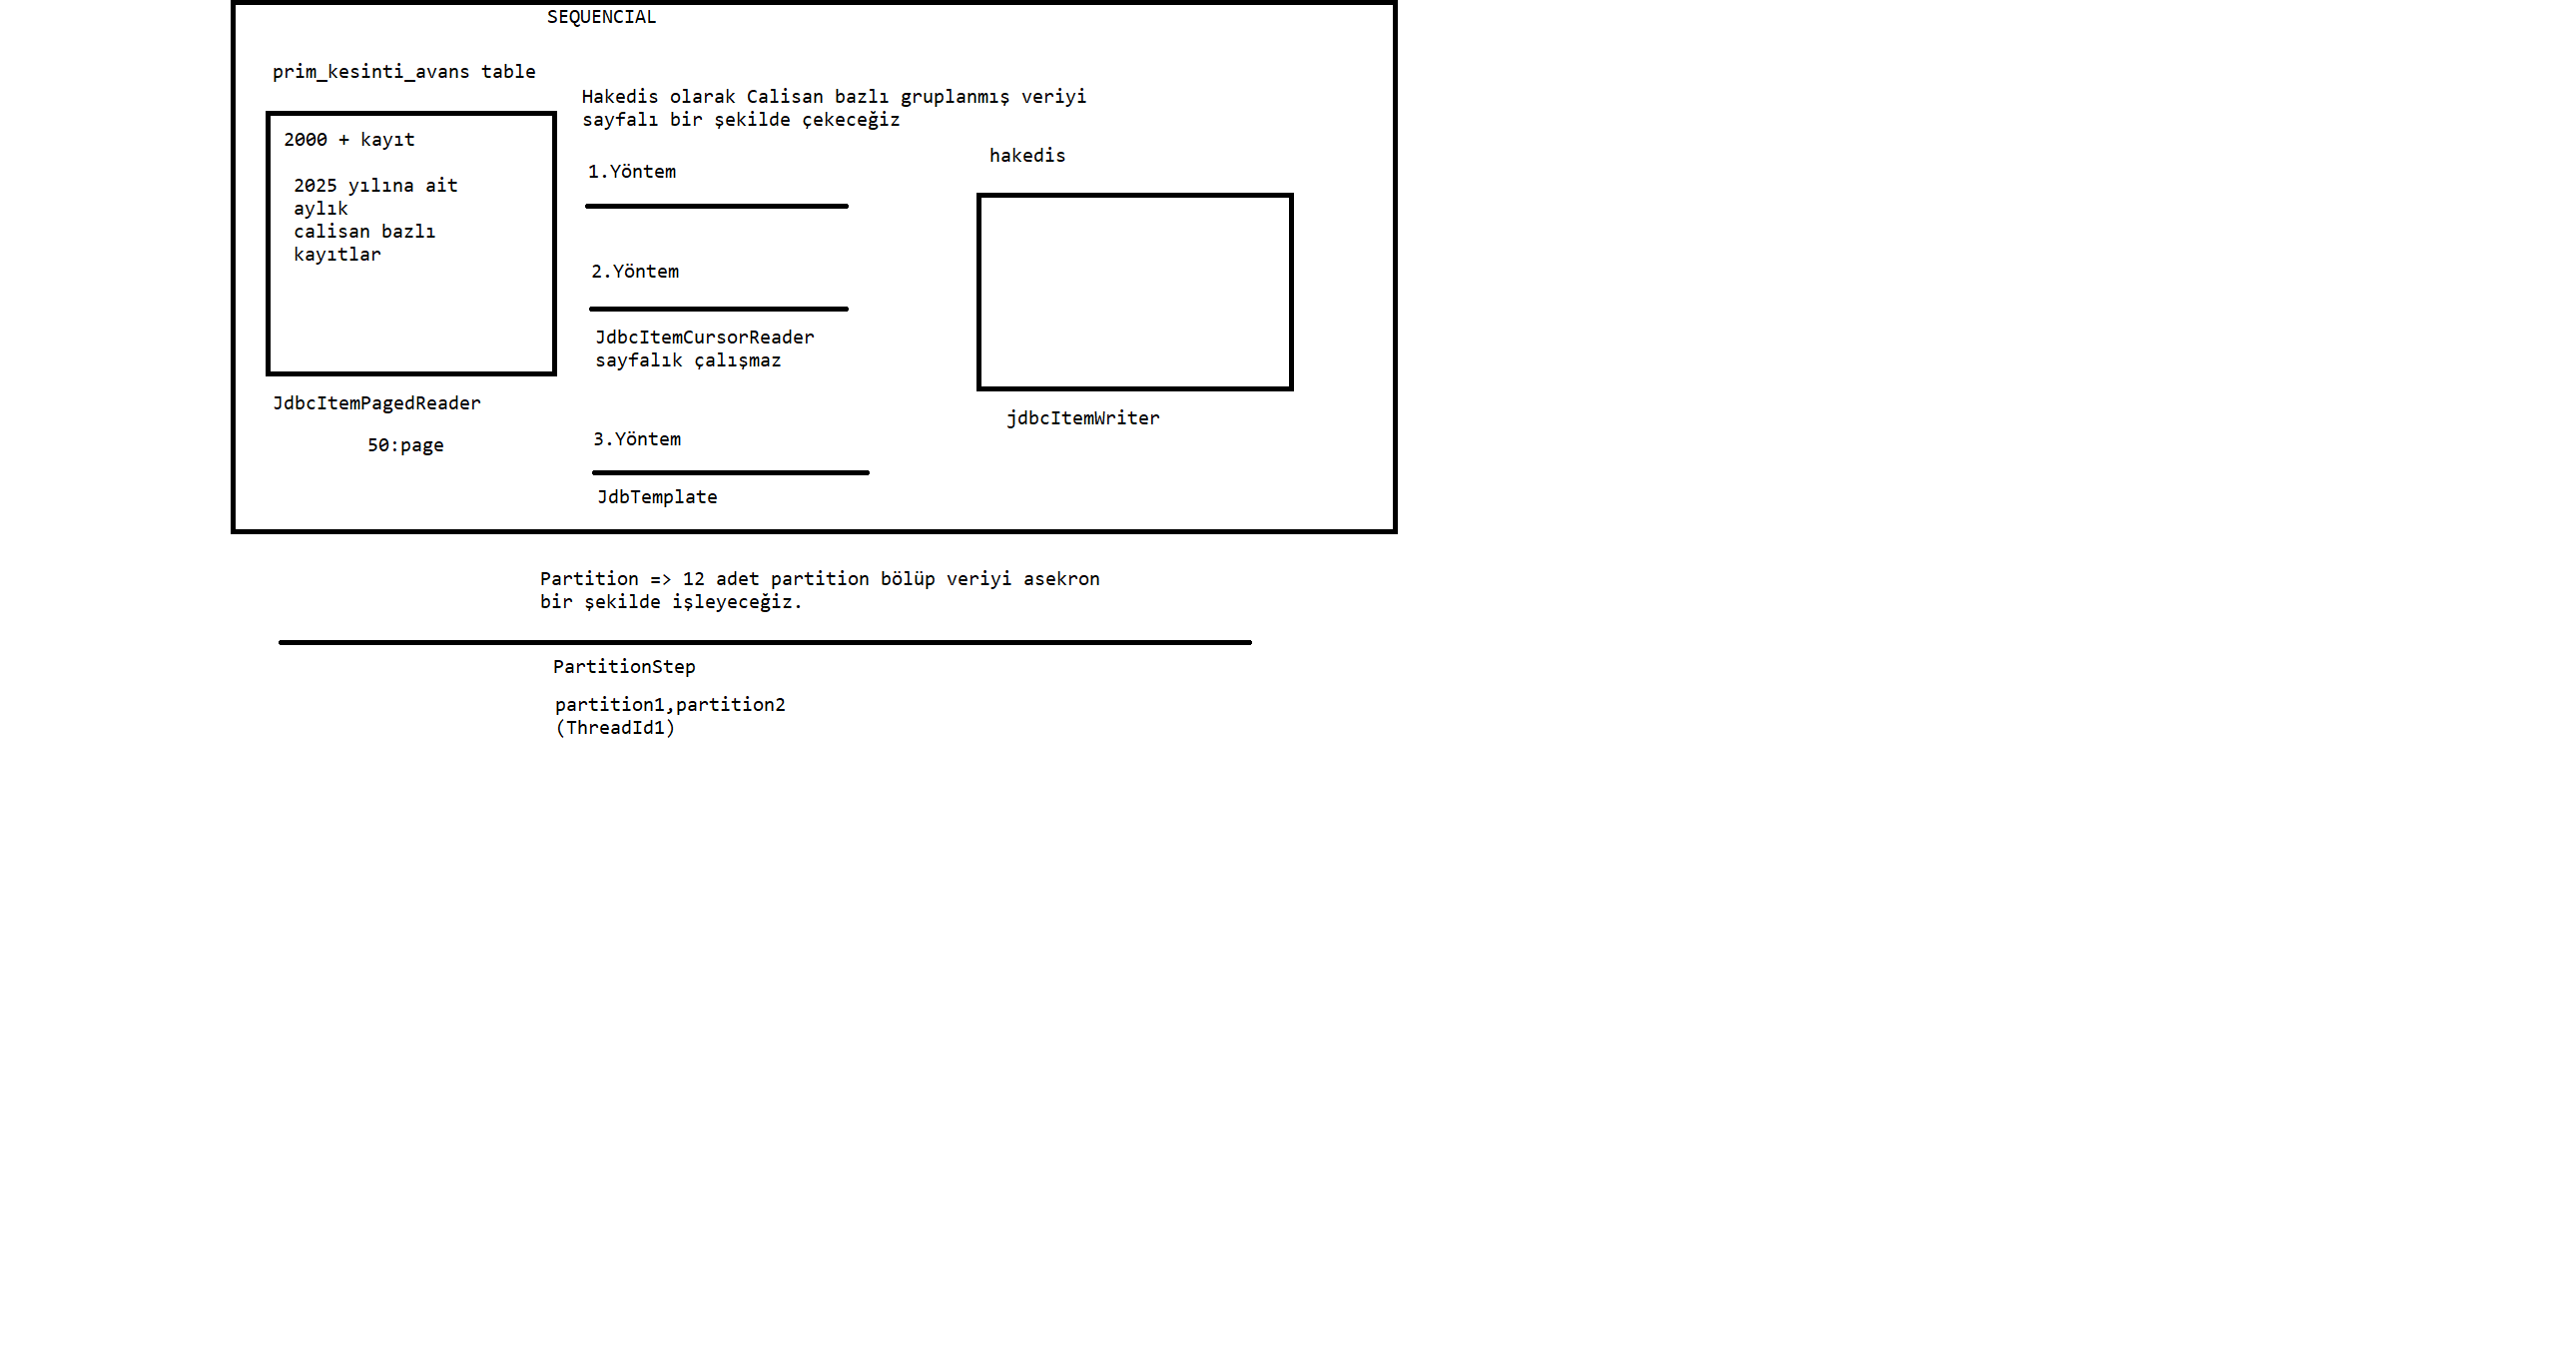 SEQUENCIAL
prim_kesinti_avans table
2000 + kayıt
2025 yılına ait
aylık
calisan bazlı
kayıtlar
JdbcItemPagedReader
50:page
Hakedis olarak Calisan bazlı gruplanmış veriyi
sayfalı bir şekilde çekeceğiz
1.Yöntem
2.Yöntem
JdbcItemCursorReader
sayfalık çalışmaz
3.Yöntem
JdbTemplate
hakedis
jdbcItemWriter
Partition => 12 adet partition bölüp veriyi asekron
bir şekilde işleyeceğiz.
PartitionStep
partition1,partition2
(ThreadId1)